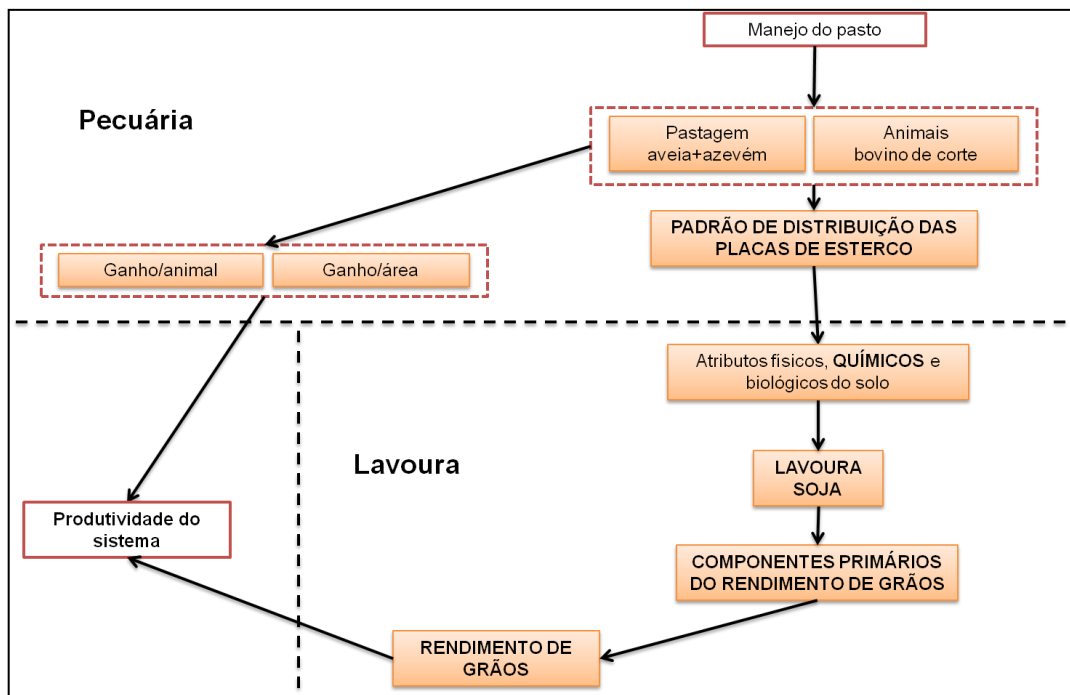 Manejo do pasto
Pecuária
Pastagem
aveia+azevém
Animais
bovino de corte
PADRÃO DE DISTRIBUIÇÃO DAS
PLACAS DE ESTERCO
Ganho/animal
Ganho/área
Atributos físicos, QUÍMICOS e
biológicos do solo
Lavoura
LAVOURA
SOJA
Produtividade do
sistema
COMPONENTES PRIMÁRIOS
DO RENDIMENTO DE GRÃOS
RENDIMENTO DE
GRÃOS